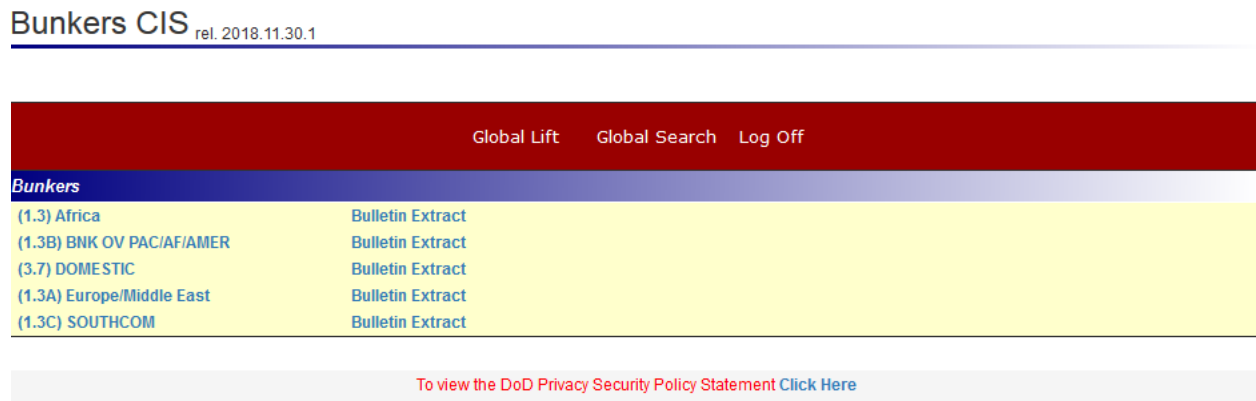 Bunkers CIS rel. 2018.11.30.1
Global Lift Global Search Log Off
Bunkers
(1.3) Africa Bulletin Extract
(1.3B) BNK OV PAC/AF/AMER Bulletin Extract
(3.7) DOMESTIC Bulletin Extract
(1.3A) Europe/Middle East Bulletin Extract
(1.3C) SOUTHCOM Bulletin Extract
To view the DoD Privacy Security Policy Statement Click Here